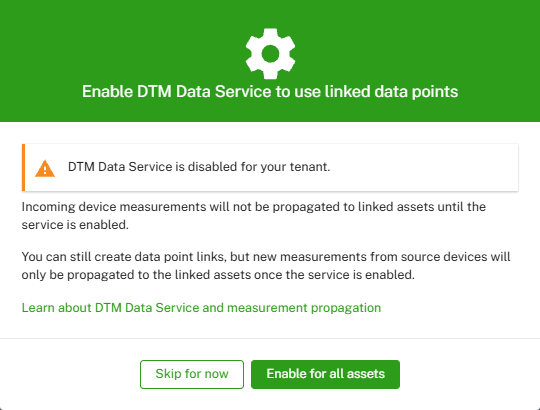 Enable DTM Data Service to use linked data points
DTM Data Service is disabled for your tenant.
Incoming device measurements will not be propagated to linked assets until the
service is enabled.
You can still create data point links, but new measurements from source devices will
only be propagated to the linked assets once the service is enabled.
Learn about DTM Data Service and measurement propagation
Skip for now
Enable for all assets